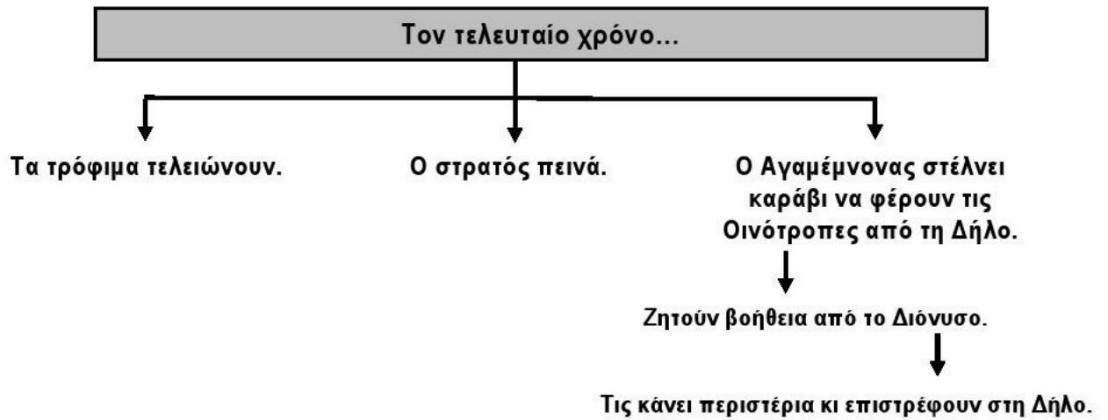 Τον τελευταίο χρόνο...
Τα τρόφιμα τελειώνουν.
Ο στρατός πεινά.
Ο Αγαμέμνονας στέλνει
καράβι να φέρουν τις
Οινότροπες από τη Δήλο.
Ζητούν βοήθεια από το Διόνυσο.
Τις κάνει περιστέρια κι επιστρέφουν στη Δήλο.